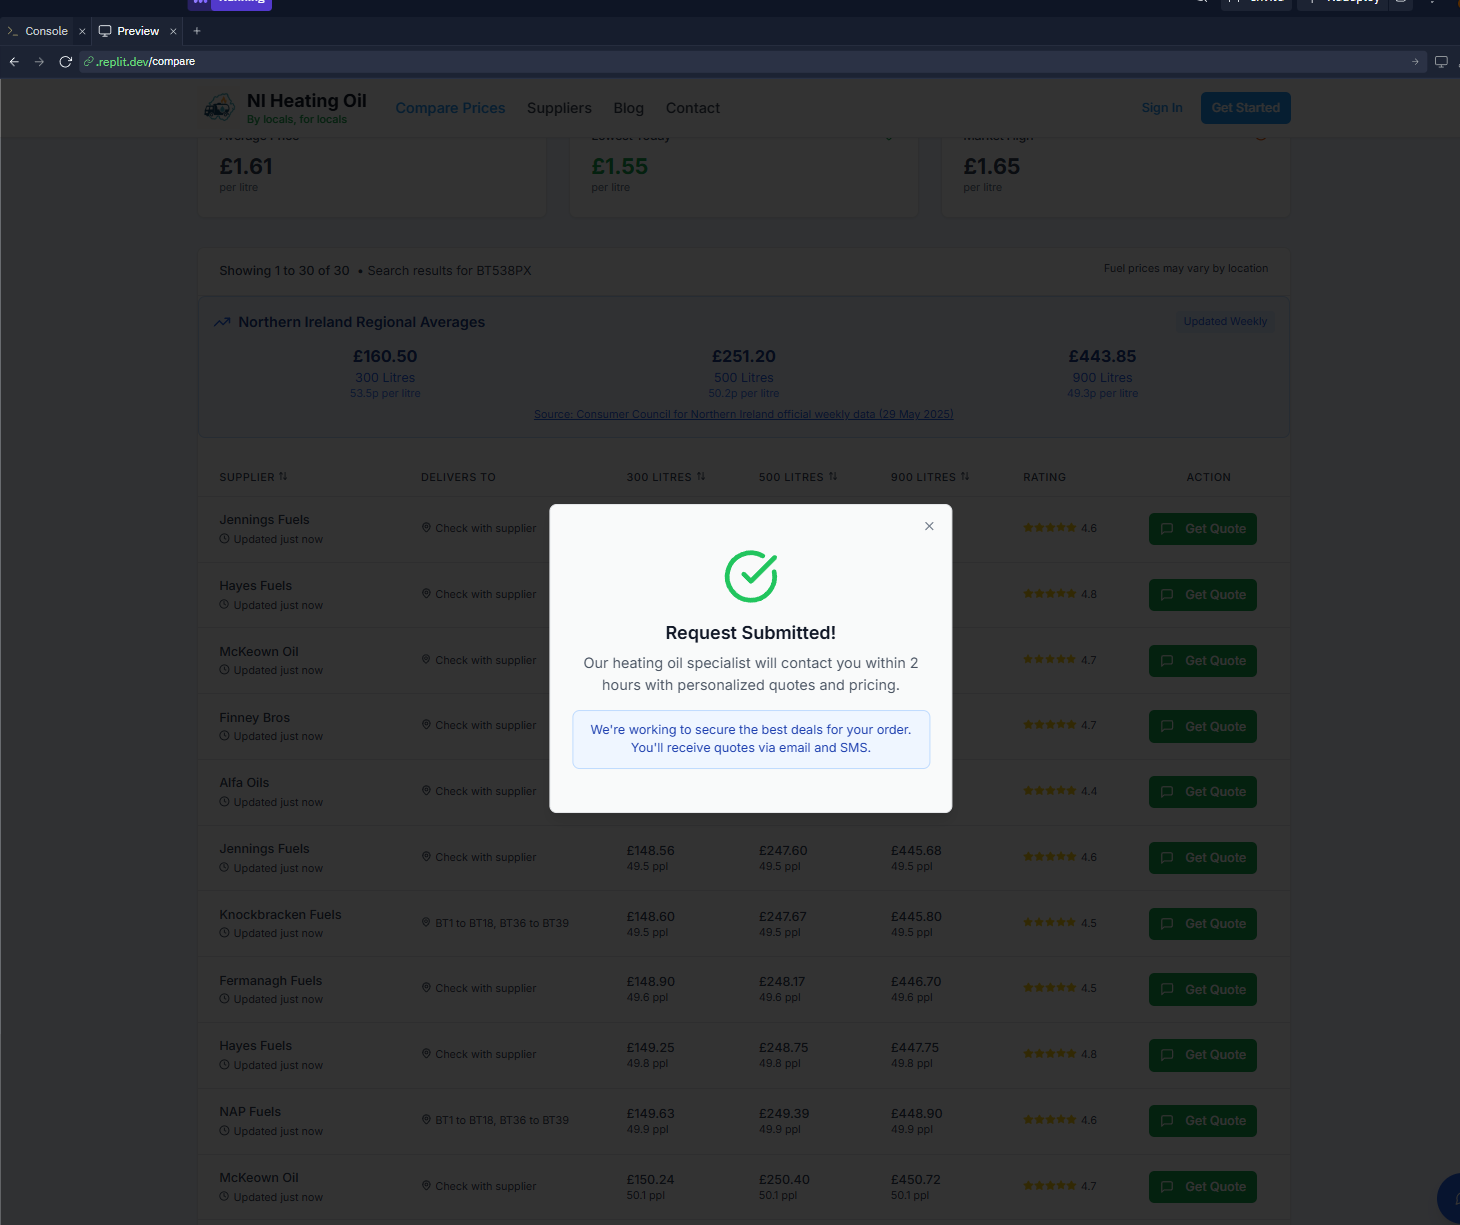 Running
Invite
Redeploy
Console
Preview
.replit.dev/compare
NI Heating Oil
By locals, for locals
Compare Prices
Suppliers
Blog
Contact
Sign In
Get Started
Average Price
Lowest Today
Market High
£1.61
£1.55
£1.65
per litre
per litre
per litre
Showing 1 to 30 of 30 • Search results for BT538PX
Fuel prices may vary by location
Northern Ireland Regional Averages
Updated Weekly
£160.50
£251.20
£443.85
300 Litres
500 Litres
900 Litres
53.5p per litre
50.2p per litre
49.3p per litre
Source: Consumer Council for Northern Ireland official weekly data (29 May 2025)
SUPPLIER
DELIVERS TO
300 LITRES
500 LITRES
900 LITRES
RATING
ACTION
Jennings Fuels
Updated just now
Check with supplier
4.6
Get Quote
Hayes Fuels
Updated just now
Check with supplier
4.8
Get Quote
McKeown Oil
Updated just now
Check with supplier
4.7
Get Quote
Finney Bros
Updated just now
Check with supplier
4.7
Get Quote
Alfa Oils
Updated just now
Check with supplier
4.4
Get Quote
Request Submitted!
Our heating oil specialist will contact you within 2
hours with personalized quotes and pricing.
We're working to secure the best deals for your order.
You'll receive quotes via email and SMS.
Jennings Fuels
Updated just now
Check with supplier
£148.56
49.5 ppl
£247.60
49.5 ppl
£445.68
49.5 ppl
4.6
Get Quote
Knockbracken Fuels
Updated just now
BT1 to BT18, BT36 to BT39
£148.60
49.5 ppl
£247.67
49.5 ppl
£445.80
49.5 ppl
4.5
Get Quote
Fermanagh Fuels
Updated just now
Check with supplier
£148.90
49.6 ppl
£248.17
49.6 ppl
£446.70
49.6 ppl
4.5
Get Quote
Hayes Fuels
Updated just now
Check with supplier
£149.25
49.8 ppl
£248.75
49.8 ppl
£447.75
49.8 ppl
4.8
Get Quote
NAP Fuels
Updated just now
BT1 to BT18, BT36 to BT39
£149.63
49.9 ppl
£249.39
49.9 ppl
£448.90
49.9 ppl
4.6
Get Quote
McKeown Oil
Updated just now
Check with supplier
£150.24
50.1 ppl
£250.40
50.1 ppl
£450.72
50.1 ppl
4.7
Get Quote